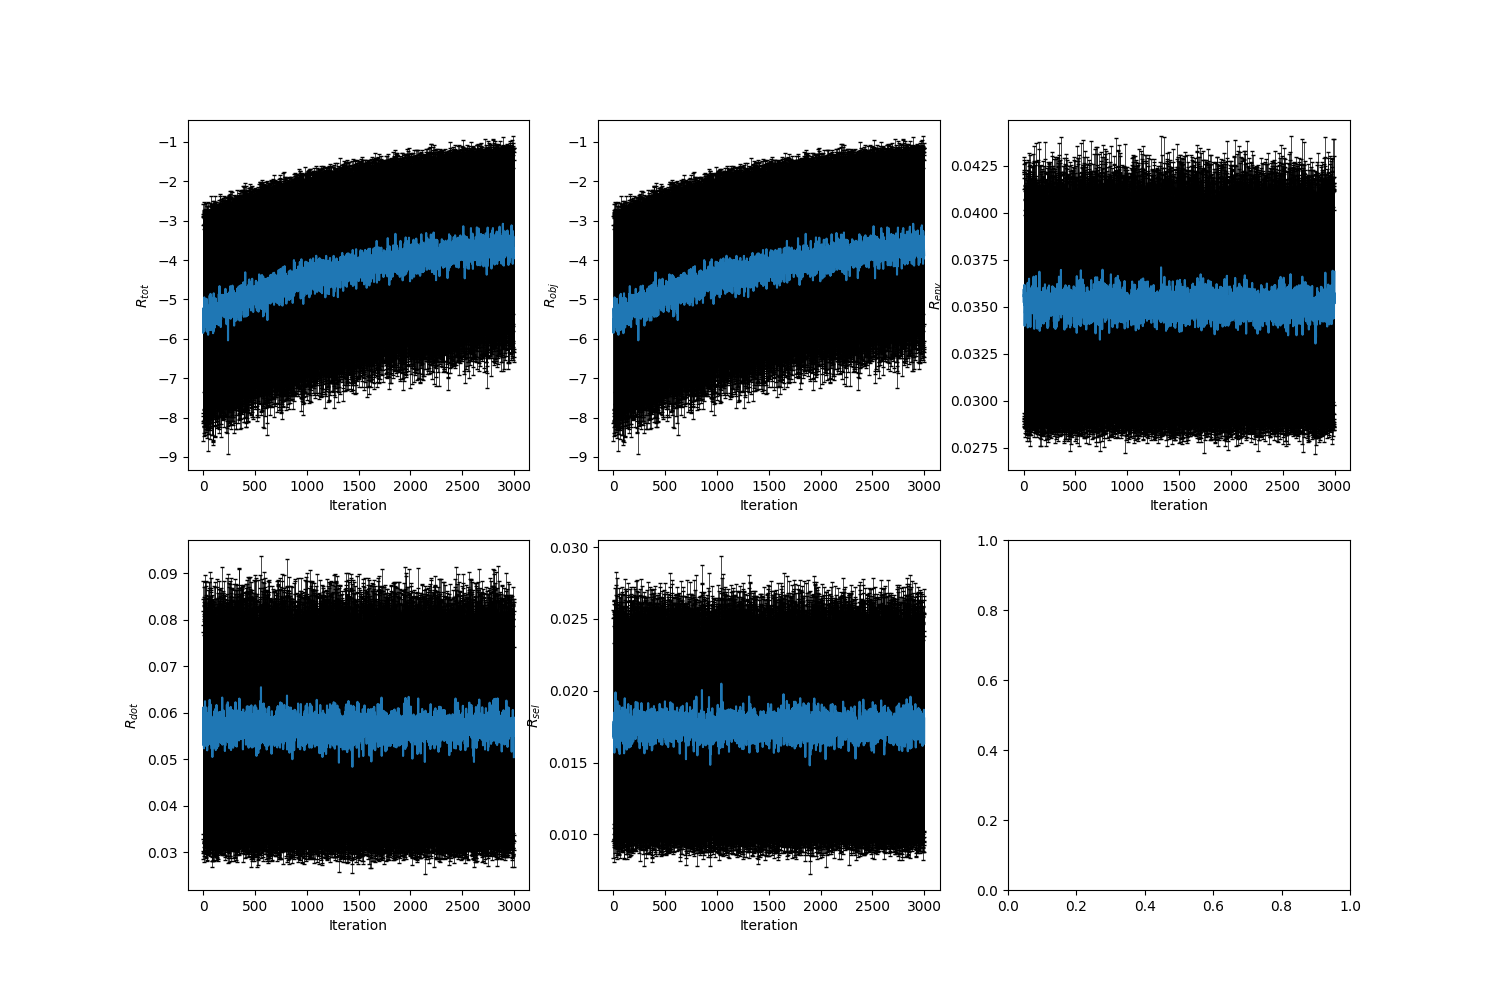 −1
−2
−3
−4
−5
−6
−7
−8
−9
R_tot
0 500 1000 1500 2000 2500 3000
Iteration
−1
−2
−3
−4
−5
−6
−7
−8
−9
R_obj
0 500 1000 1500 2000 2500 3000
Iteration
0.0425
0.0400
0.0375
0.0350
0.0325
0.0300
0.0275
R_env
0 500 1000 1500 2000 2500 3000
Iteration
0.09
0.08
0.07
0.06
0.05
0.04
0.03
R_dot
0 500 1000 1500 2000 2500 3000
Iteration
0.030
0.025
0.020
0.015
0.010
R_sel
0 500 1000 1500 2000 2500 3000
Iteration
1.0
0.8
0.6
0.4
0.2
0.0
0.0 0.2 0.4 0.6 0.8 1.0